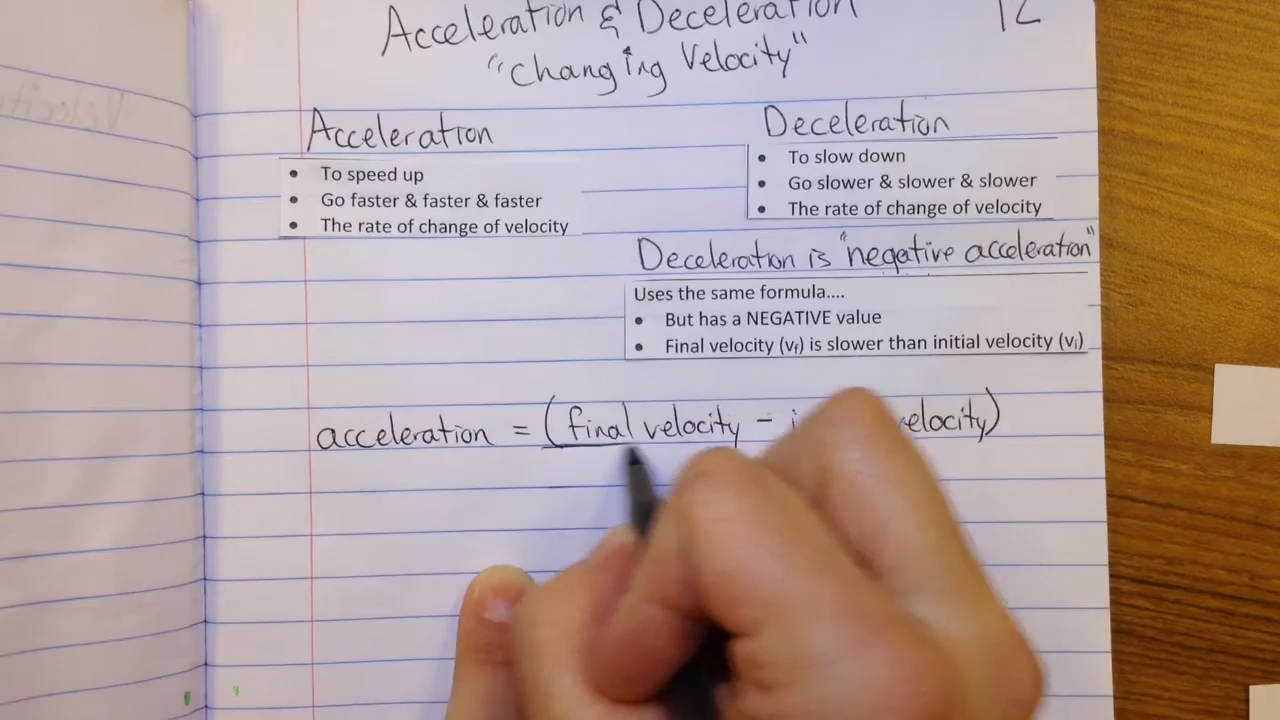 Acceleration & Deceleration
12
"Changing Velocity"
Acceleration
• To speed up
• Go faster & faster & faster
• The rate of change of velocity
Deceleration
• To slow down
• Go slower & slower & slower
• The rate of change of velocity
Deceleration is "negative acceleration"
Uses the same formula....
• But has a NEGATIVE value
• Final velocity (vf) is slower than initial velocity (vi)
acceleration = (final velocity - velocity)